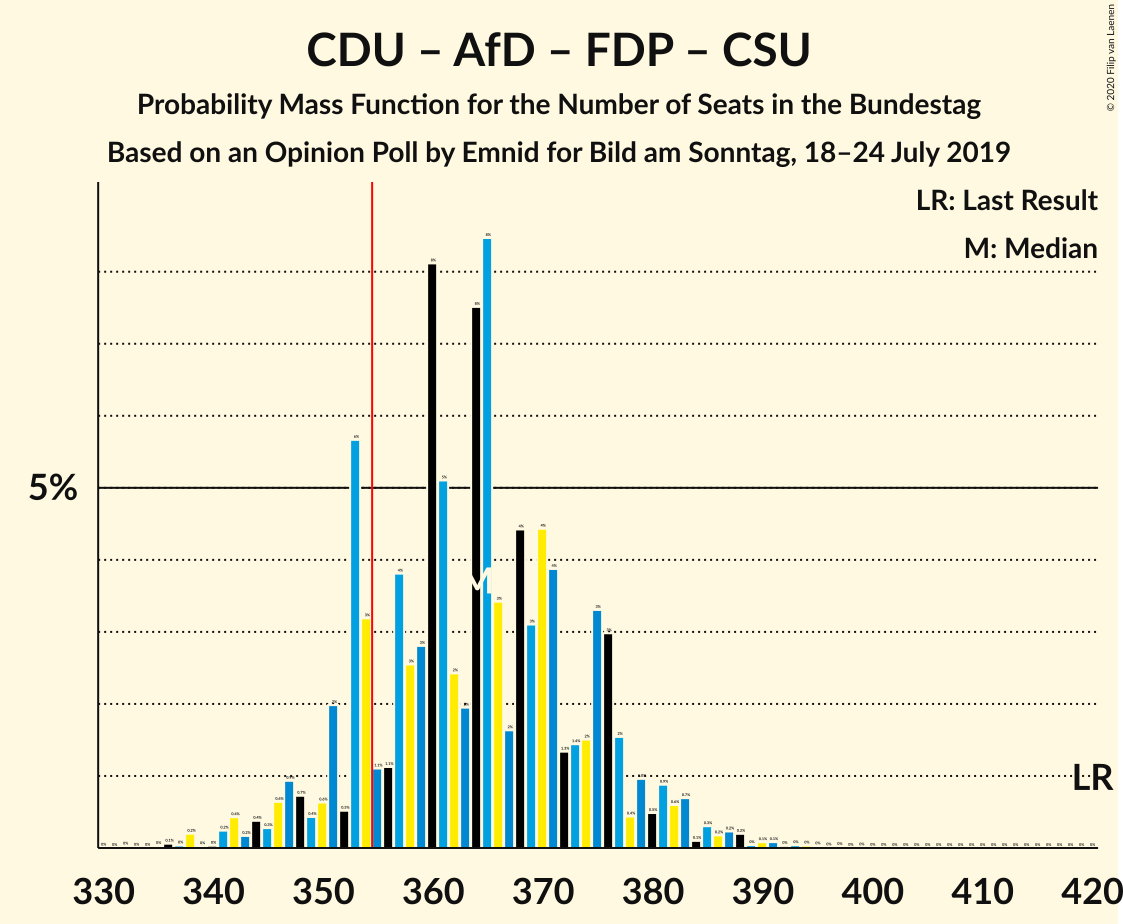 CDU – AfD – FDP – CSU
Probability Mass Function for the Number of Seats in the Bundestag
Based on an Opinion Poll by Emnid for Bild am Sonntag, 18–24 July 2019
© 2020 Filip van Laenen
LR: Last Result
M: Median
5%
M
LR
330 340 350 360 370 380 390 400 410 420